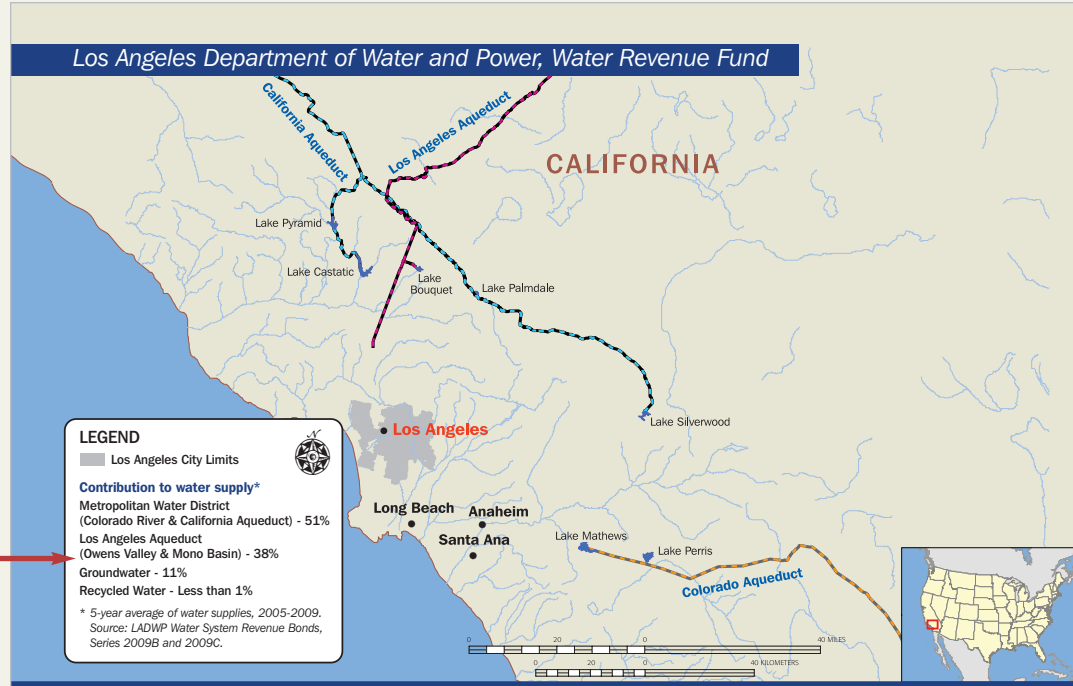 Los Angeles Department of Water and Power, Water Revenue Fund
California Aqueduct
Los Angeles Aqueduct
CALIFORNIA
Lake Pyramid
Lake Castatic
Lake
Bouquet
Lake Palmdale
Lake Silverwood
Los Angeles
Long Beach
Anaheim
Santa Ana
Lake Mathews
Lake Perris
Colorado Aqueduct
LEGEND
N
Los Angeles City Limits
Contribution to water supply*
Metropolitan Water District
(Colorado River & California Aqueduct) - 51%
Los Angeles Aqueduct
(Owens Valley & Mono Basin) - 38%
Groundwater - 11%
Recycled Water - Less than 1%
* 5-year average of water supplies, 2005-2009.
Source: LADWP Water System Revenue Bonds,
Series 2009B and 2009C.
0 20 0 40 MILES
0 20 0 40 KILOMETERS